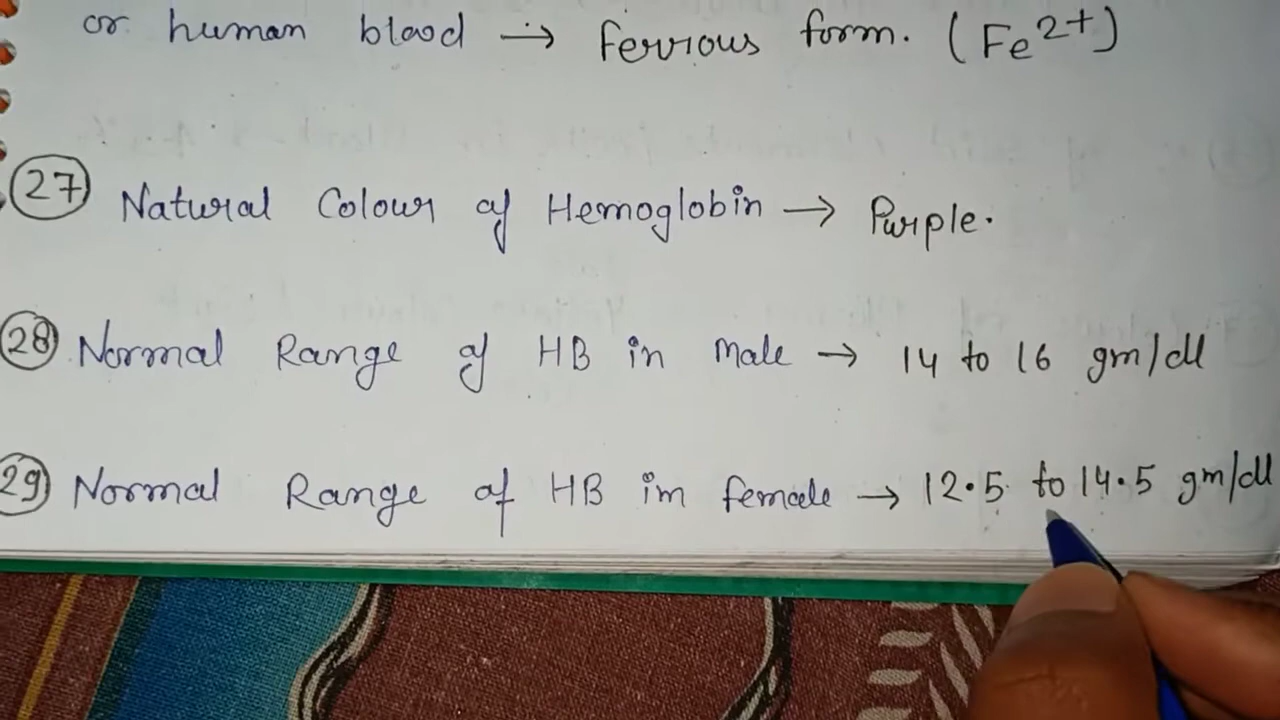 or human blood → ferrious form. (Fe2+)
27 Natural Colour of Hemoglobin → Purple.
28 Normal Range of HB in male → 14 to 16 gm/dl
29 Normal Range of HB im female → 12.5 to 14.5 gm/dl